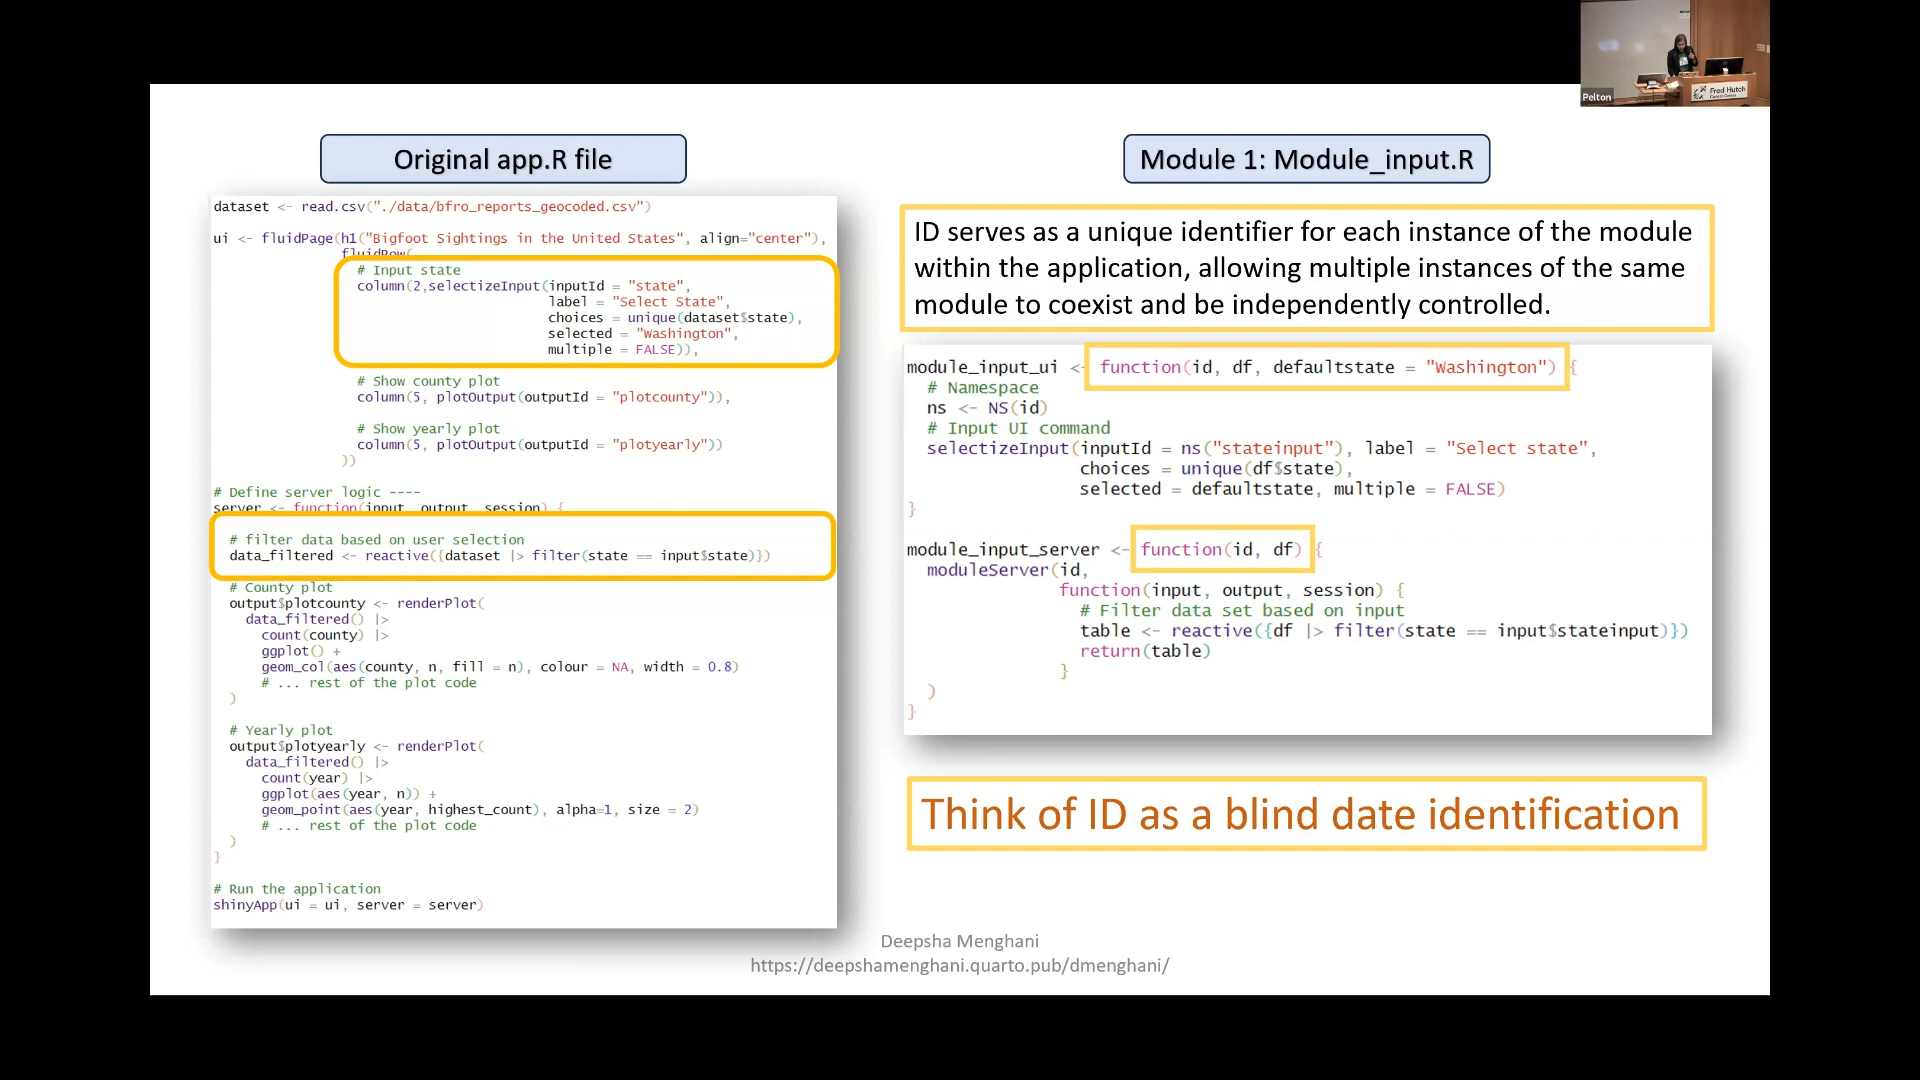 Pelton
Fred Hutch
Cancer Center
Original app.R file
dataset <- read.csv("./data/bfro_reports_geocoded.csv")
ui <- fluidPage(h1("Bigfoot Sightings in the United States", align="center"),
fluidRow(
# Input state
column(2,selectizeInput(inputId = "state",
label = "Select State",
choices = unique(dataset$state),
selected = "Washington",
multiple = FALSE)),
# Show county plot
column(5, plotOutput(outputId = "plotcounty")),
# Show yearly plot
column(5, plotOutput(outputId = "plotyearly"))
))
# Define server logic ----
server <- function(input, output, session) {
# filter data based on user selection
data_filtered <- reactive({dataset |> filter(state == input$state)})
# County plot
output$plotcounty <- renderPlot(
data_filtered() |>
count(county) |>
ggplot() +
geom_col(aes(county, n, fill = n), colour = NA, width = 0.8)
# ... rest of the plot code
)
# Yearly plot
output$plotyearly <- renderPlot(
data_filtered() |>
count(year) |>
ggplot(aes(year, n)) +
geom_point(aes(year, highest_count), alpha=1, size = 2)
# ... rest of the plot code
)
}
# Run the application
shinyApp(ui = ui, server = server)
Module 1: Module_input.R
ID serves as a unique identifier for each instance of the module
within the application, allowing multiple instances of the same
module to coexist and be independently controlled.
module_input_ui <- function(id, df, defaultstate = "Washington") {
# Namespace
ns <- NS(id)
# Input UI command
selectizeInput(inputId = ns("stateinput"), label = "Select state",
choices = unique(df$state),
selected = defaultstate, multiple = FALSE)
}
module_input_server <- function(id, df) {
moduleServer(id,
function(input, output, session) {
# Filter data set based on input
table <- reactive({df |> filter(state == input$stateinput)})
return(table)
}
)
}
Think of ID as a blind date identification
Deepsha Menghani
https://deepshamenghani.quarto.pub/dmenghani/